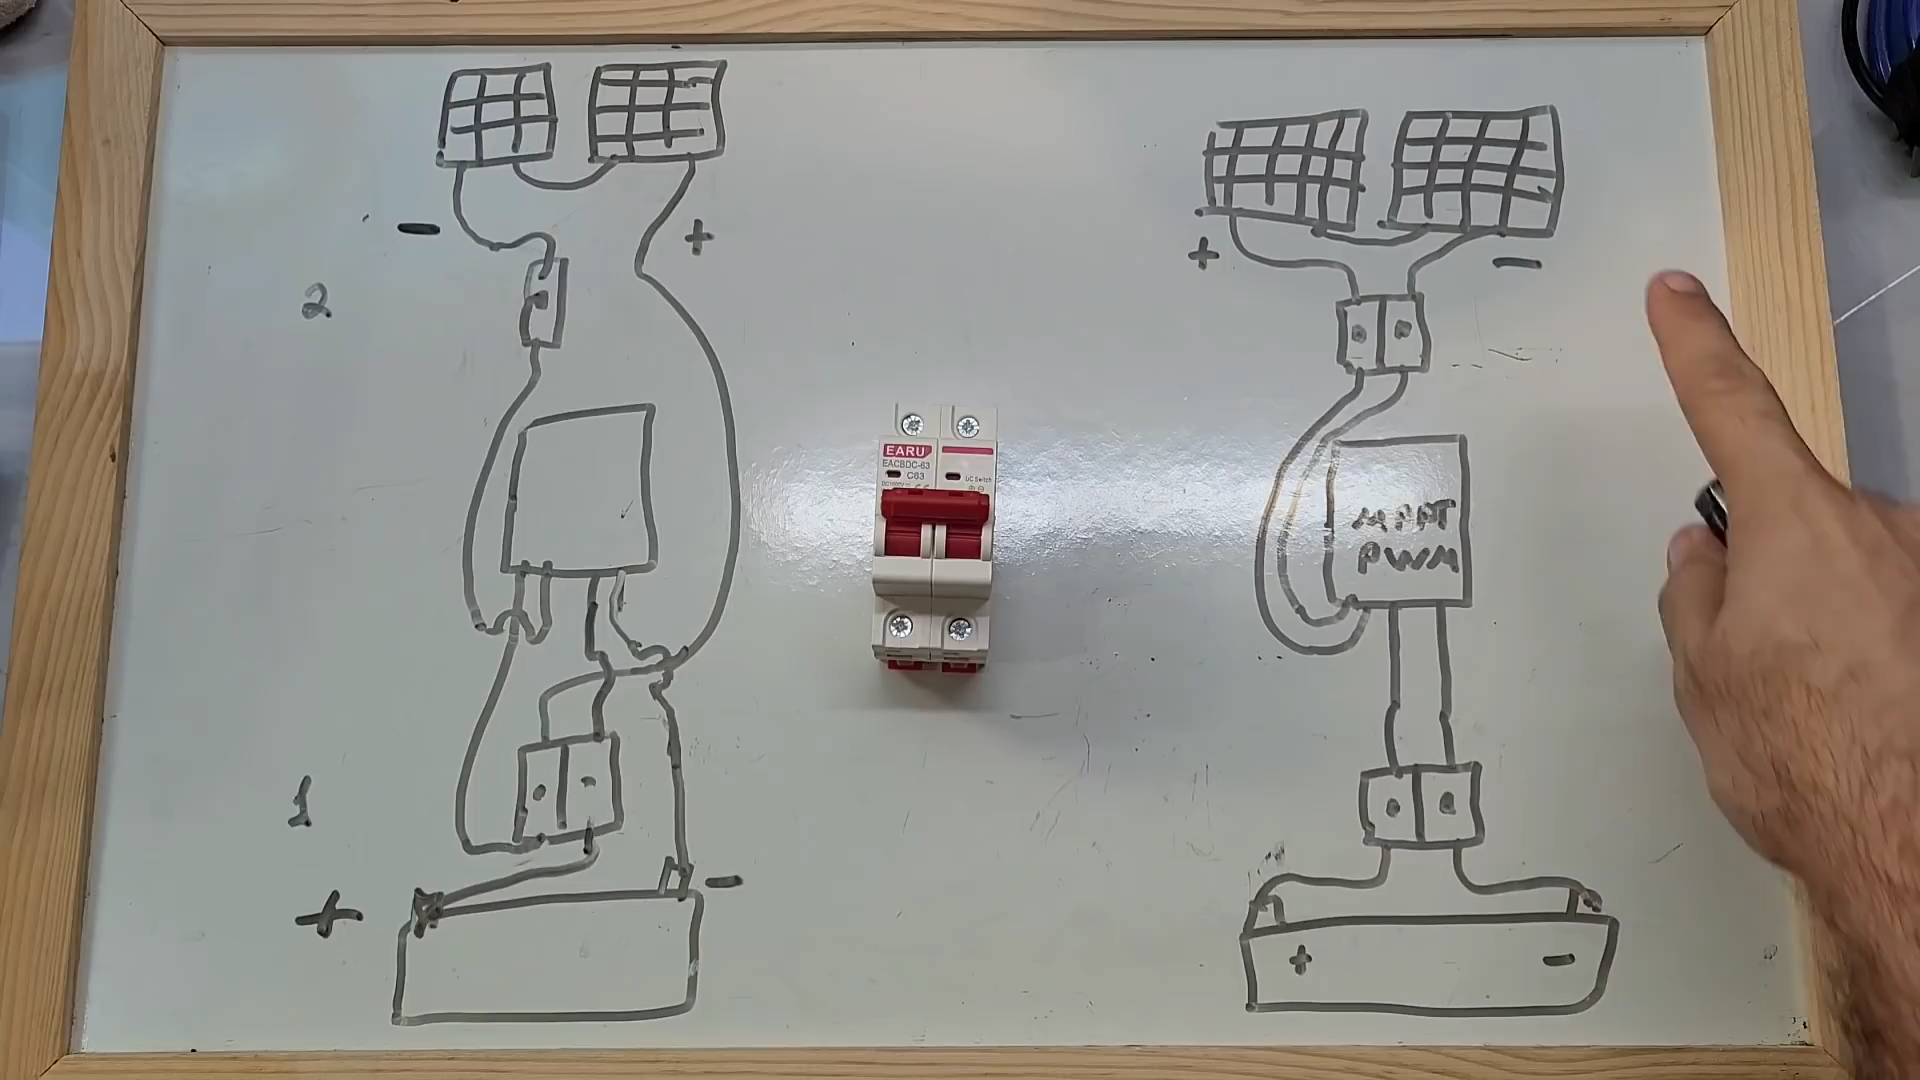 -
+
2
1
+
-
EARU
EACBDC-63
C63
DC Switch
+
-
MPPT
PWM
+
-